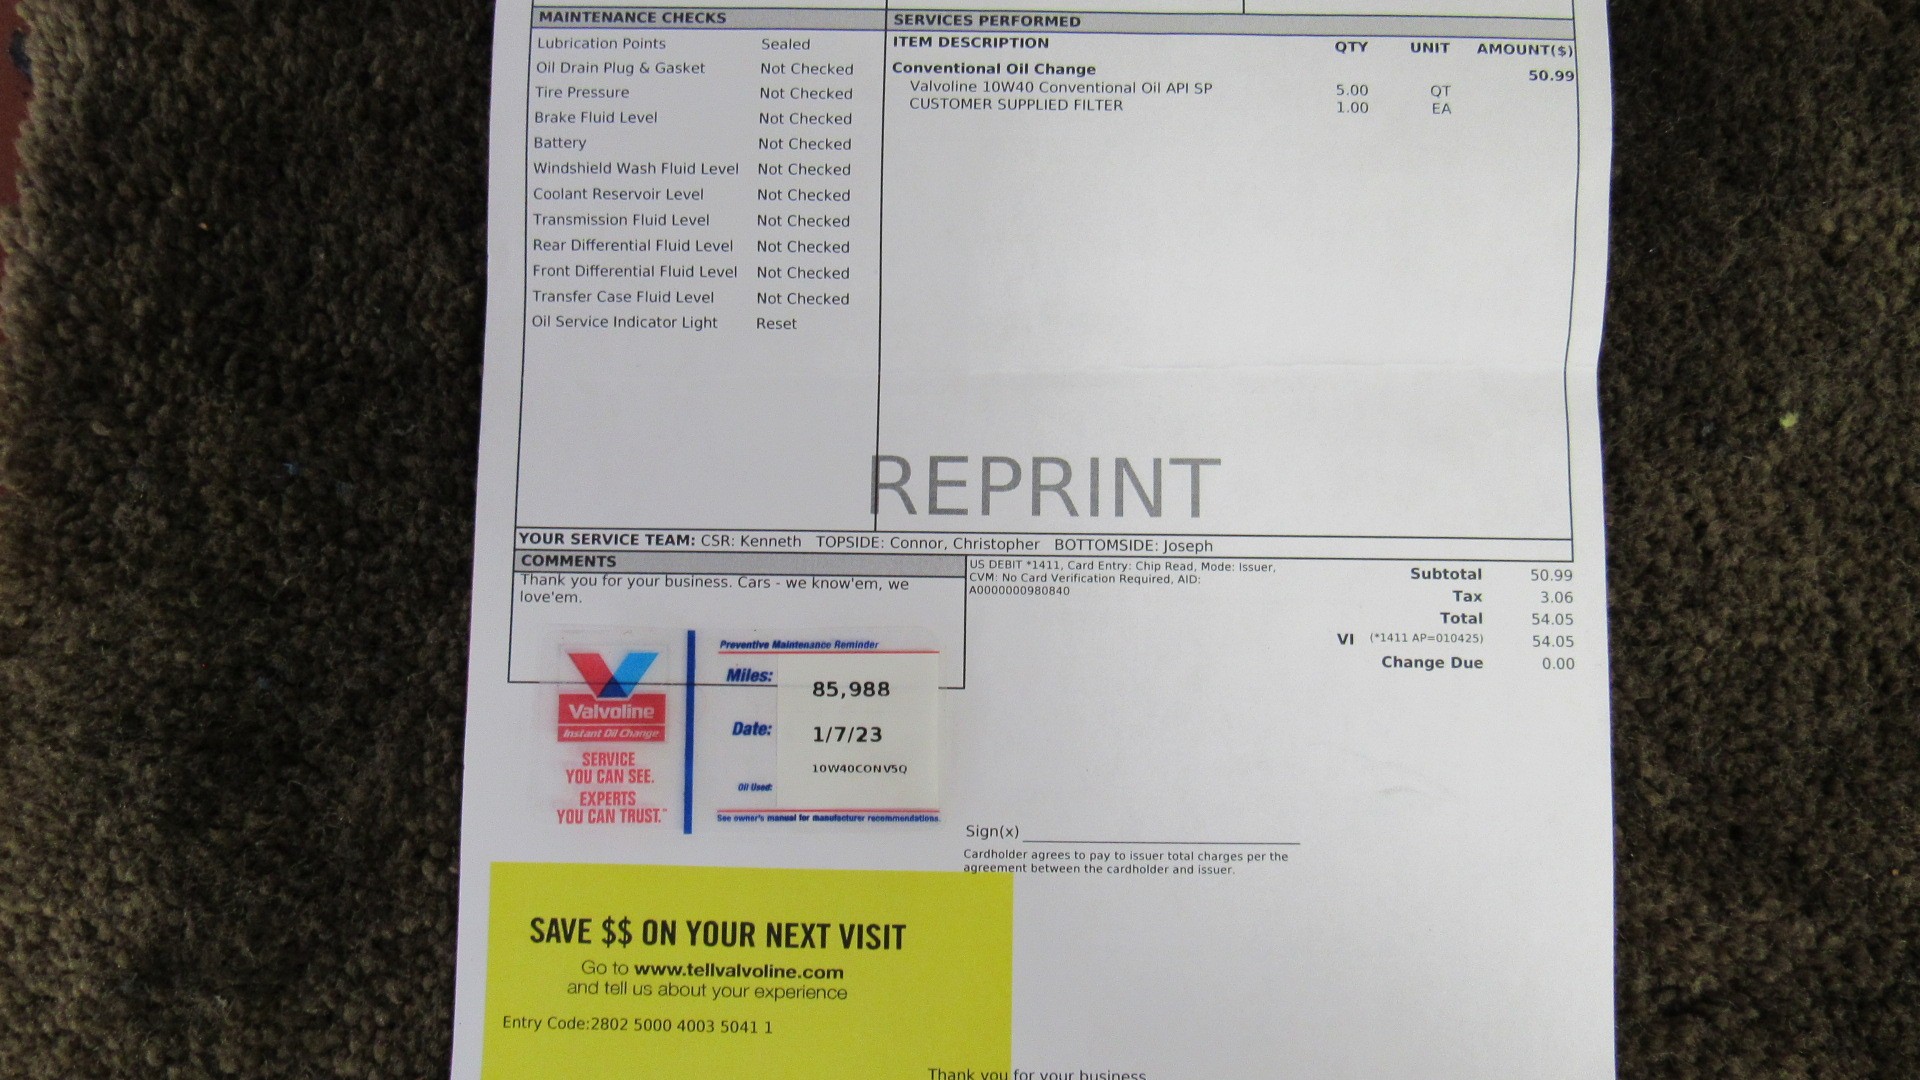 MAINTENANCE CHECKS
Lubrication Points Sealed
Oil Drain Plug & Gasket Not Checked
Tire Pressure Not Checked
Brake Fluid Level Not Checked
Battery Not Checked
Windshield Wash Fluid Level Not Checked
Coolant Reservoir Level Not Checked
Transmission Fluid Level Not Checked
Rear Differential Fluid Level Not Checked
Front Differential Fluid Level Not Checked
Transfer Case Fluid Level Not Checked
Oil Service Indicator Light Reset
SERVICES PERFORMED
ITEM DESCRIPTION QTY UNIT AMOUNT($)
Conventional Oil Change 50.99
Valvoline 10W40 Conventional Oil API SP 5.00 QT
CUSTOMER SUPPLIED FILTER 1.00 EA
REPRINT
YOUR SERVICE TEAM: CSR: Kenneth TOPSIDE: Connor, Christopher BOTTOMSIDE: Joseph
COMMENTS
Thank you for your business. Cars - we know'em, we
love'em.
US DEBIT *1411, Card Entry: Chip Read, Mode: Issuer,
CVM: No Card Verification Required, AID:
A0000000980840
Subtotal 50.99
Tax 3.06
Total 54.05
VI (*1411 AP=010425) 54.05
Change Due 0.00
Valvoline
Instant Oil Change
SERVICE
YOU CAN SEE.
EXPERTS
YOU CAN TRUST.™
Preventive Maintenance Reminder
Miles: 85,988
Date: 1/7/23
10W40CONV5Q
Oil Used:
See owner's manual for manufacturer recommendations.
Sign(x)
Cardholder agrees to pay to issuer total charges per the
agreement between the cardholder and issuer.
SAVE $$ ON YOUR NEXT VISIT
Go to www.tellvalvoline.com
and tell us about your experience
Entry Code:2802 5000 4003 5041 1
Thank you for your business